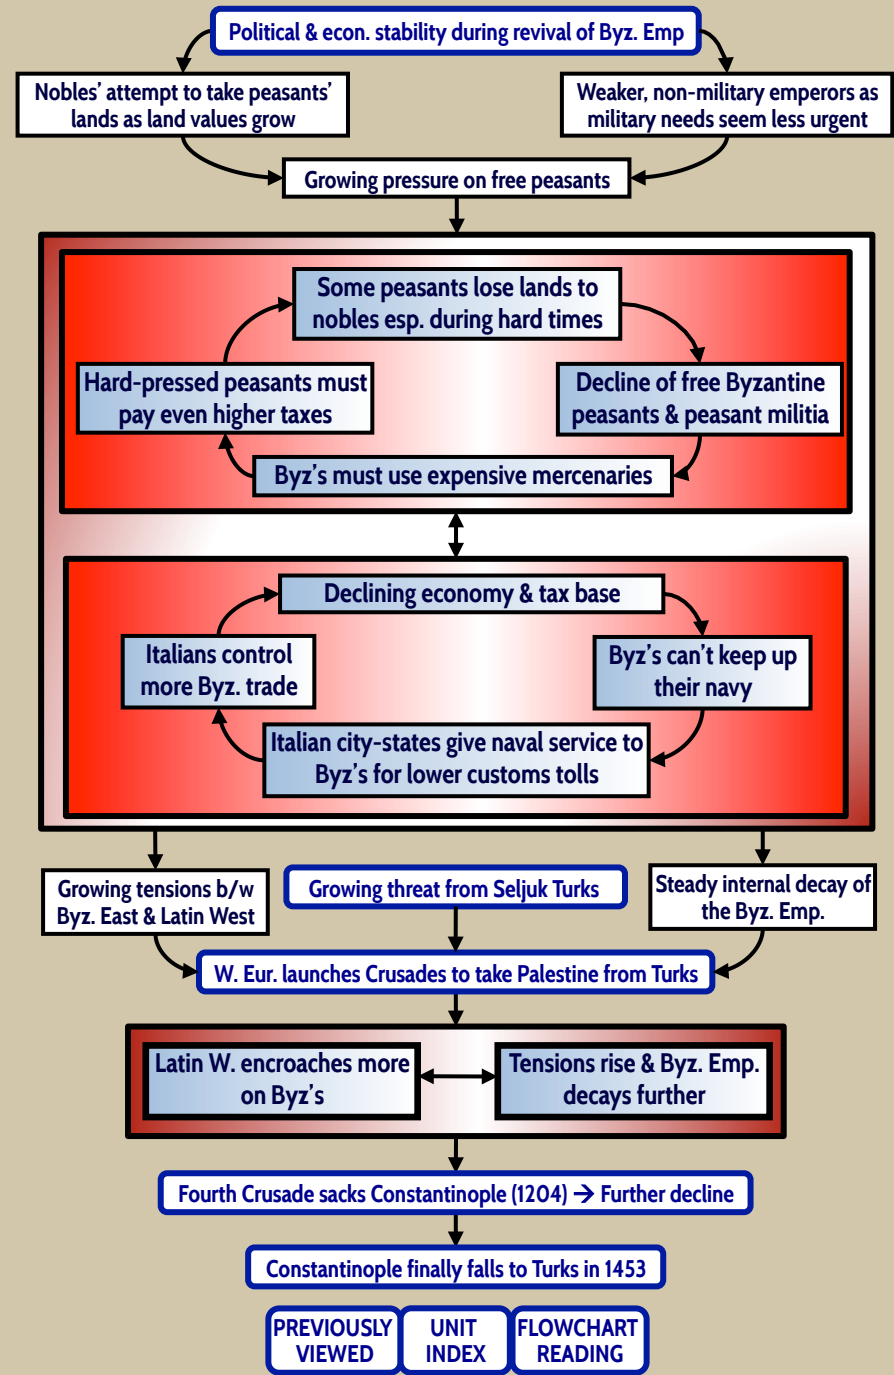 Political & econ. stability during revival of Byz. Emp
Nobles' attempt to take peasants'
lands as land values grow
Weaker, non-military emperors as
military needs seem less urgent
Growing pressure on free peasants
Some peasants lose lands to
nobles esp. during hard times
Hard-pressed peasants must
pay even higher taxes
Decline of free Byzantine
peasants & peasant militia
Byz's must use expensive mercenaries
Declining economy & tax base
Italians control
more Byz. trade
Byz's can't keep up
their navy
Italian city-states give naval service to
Byz's for lower customs tolls
Growing tensions b/w
Byz. East & Latin West
Growing threat from Seljuk Turks
Steady internal decay of
the Byz. Emp.
W. Eur. launches Crusades to take Palestine from Turks
Latin W. encroaches more
on Byz's
Tensions rise & Byz. Emp.
decays further
Fourth Crusade sacks Constantinople (1204) → Further decline
Constantinople finally falls to Turks in 1453
PREVIOUSLY
VIEWED
UNIT
INDEX
FLOWCHART
READING